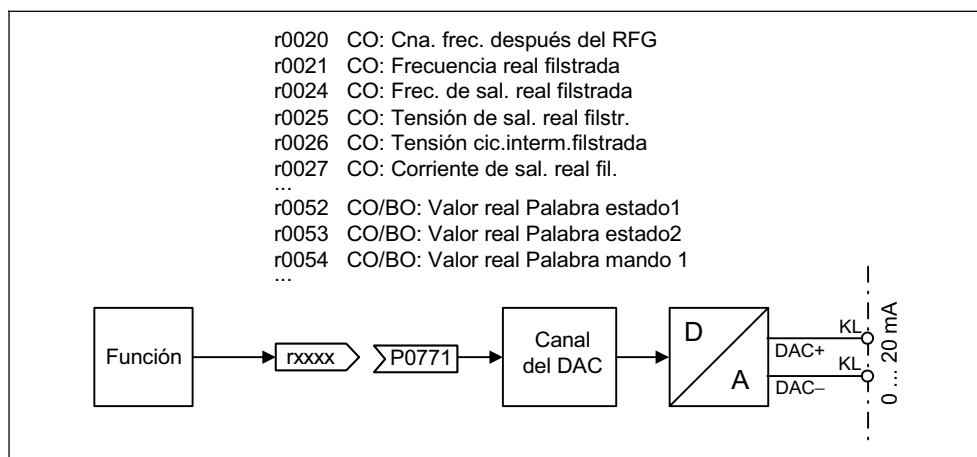 r0020 CO: Cna. frec. después del RFG
r0021 CO: Frecuencia real filstrada
r0024 CO: Frec. de sal. real filstrada
r0025 CO: Tensión de sal. real filstr.
r0026 CO: Tensión cic.interm.filstrada
r0027 CO: Corriente de sal. real fil.
...
r0052 CO/BO: Valor real Palabra estado1
r0053 CO/BO: Valor real Palabra estado2
r0054 CO/BO: Valor real Palabra mando 1
...
Función
rxxxx
P0771
Canal
del DAC
D
A
KL
DAC+
KL
DAC−
0 ... 20 mA